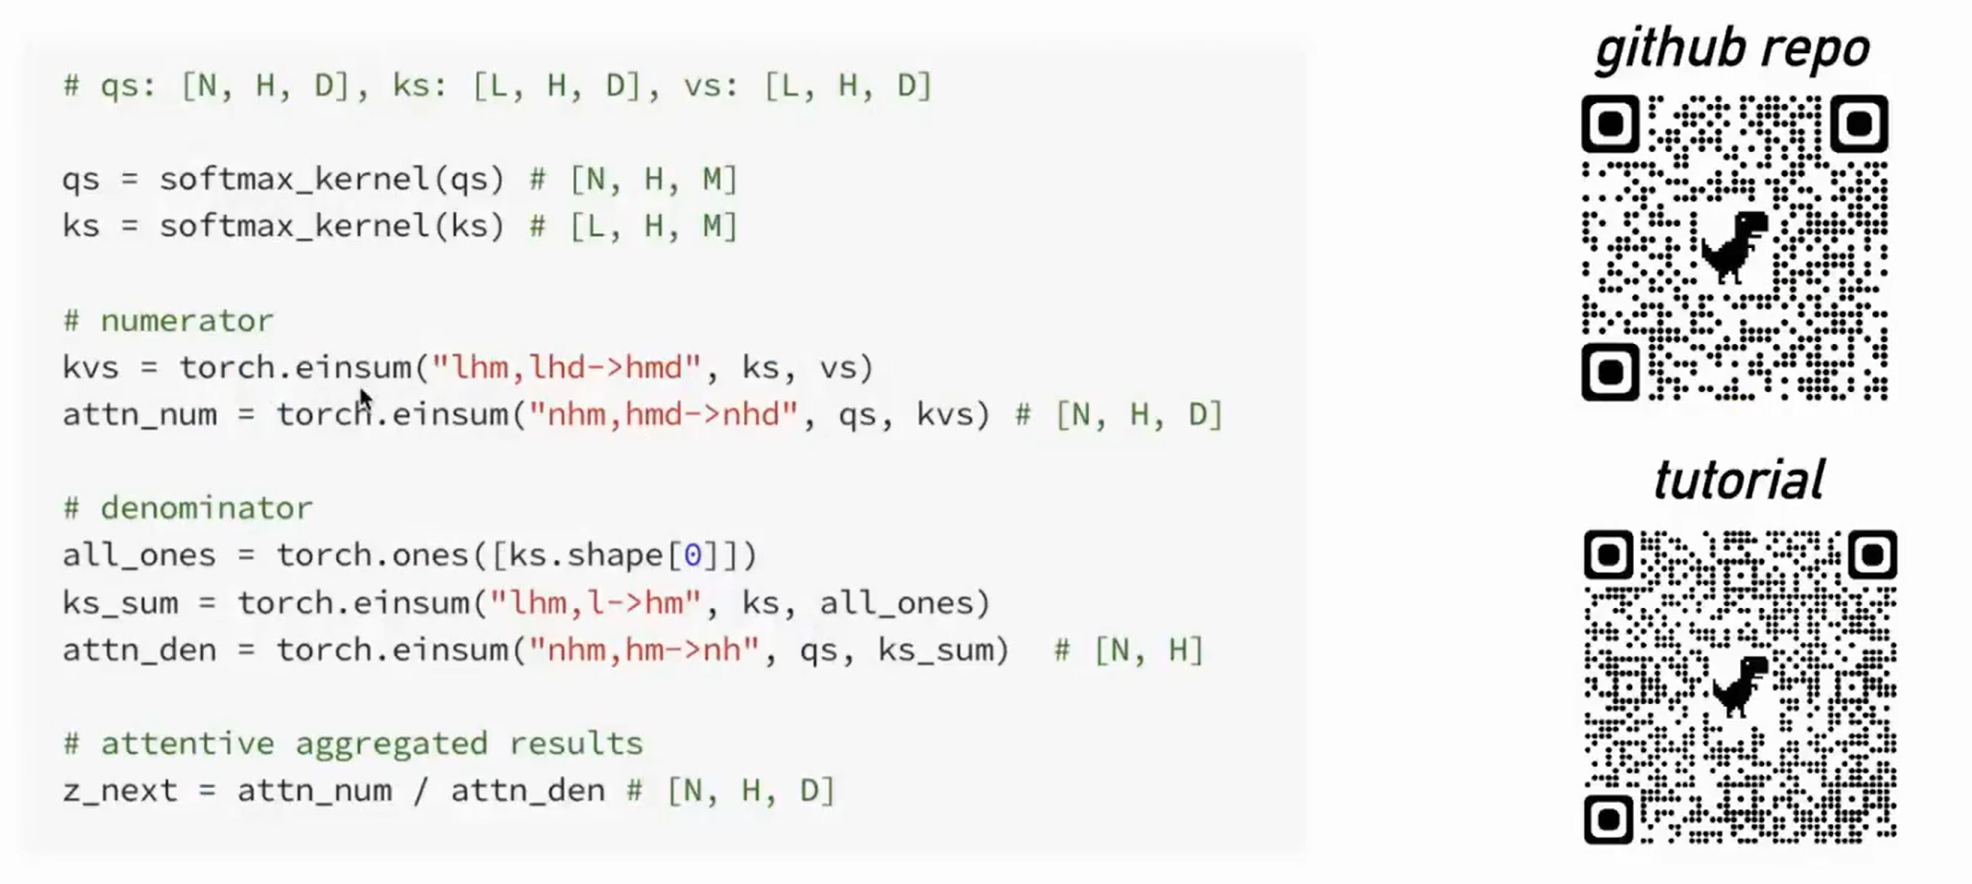 # qs: [N, H, D], ks: [L, H, D], vs: [L, H, D]
qs = softmax_kernel(qs) # [N, H, M]
ks = softmax_kernel(ks) # [L, H, M]
# numerator
kvs = torch.einsum("lhm,lhd->hmd", ks, vs)
attn_num = torch.einsum("nhm,hmd->nhd", qs, kvs) # [N, H, D]
# denominator
all_ones = torch.ones([ks.shape[0]])
ks_sum = torch.einsum("lhm,l->hm", ks, all_ones)
attn_den = torch.einsum("nhm,hm->nh", qs, ks_sum)  # [N, H]
# attentive aggregated results
z_next = attn_num / attn_den # [N, H, D]
github repo
tutorial